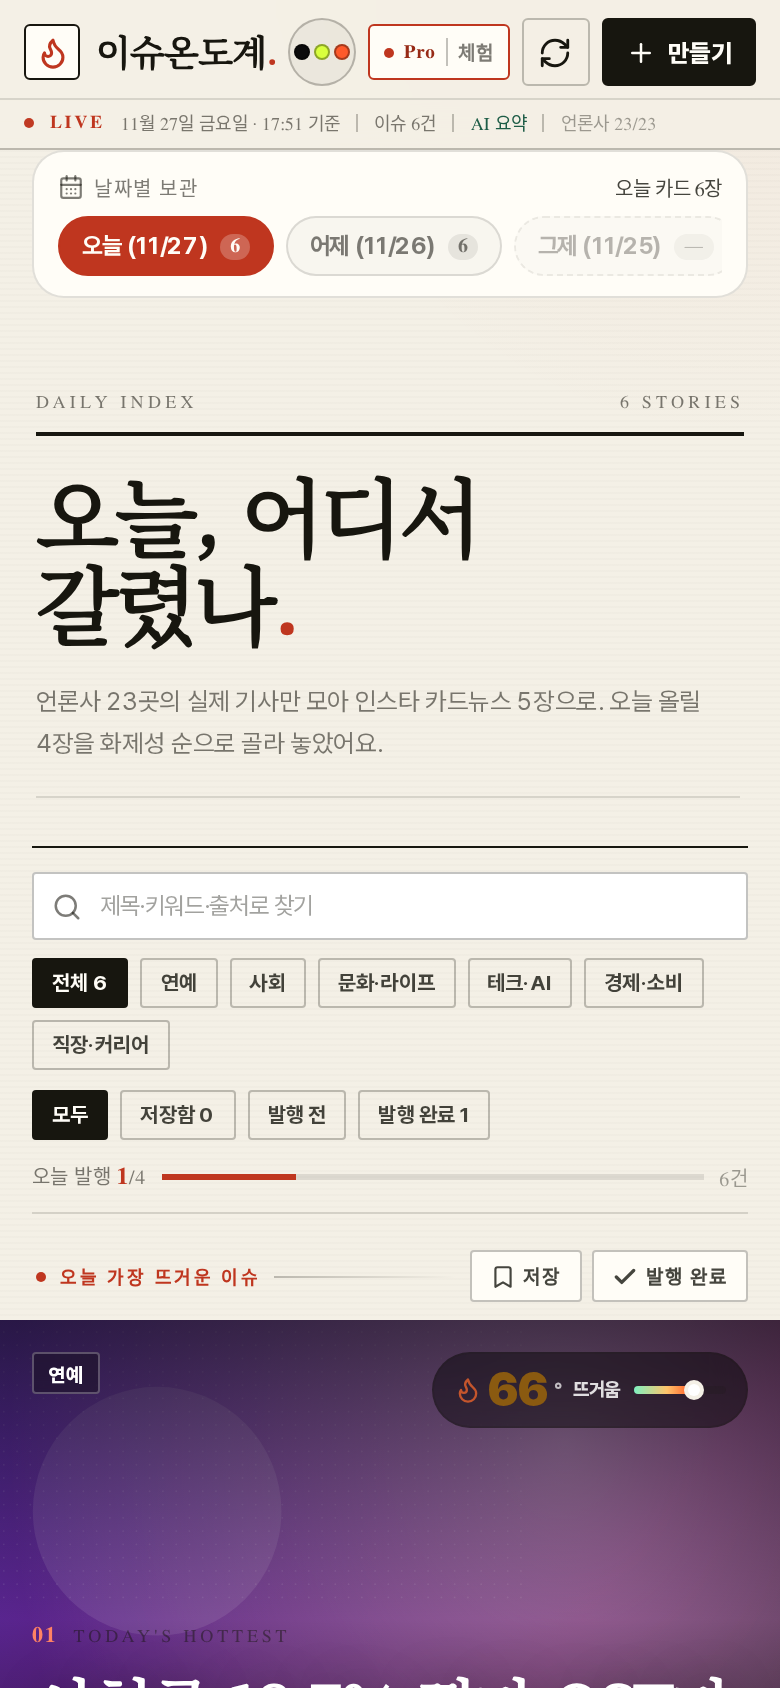 이슈온도계. Pro 체험 만들기
LIVE 11월 27일 금요일 · 17:51 기준 이슈 6건 AI 요약 언론사 23/23
날짜별 보관 오늘 카드 6장
오늘 (11/27) 6 어제 (11/26) 6 그제 (11/25) —
DAILY INDEX 6 STORIES
오늘, 어디서
갈렸나.
언론사 23곳의 실제 기사만 모아 인스타 카드뉴스 5장으로. 오늘 올릴
4장을 화제성 순으로 골라 놓았어요.
제목·키워드·출처로 찾기
전체 6 연예 사회 문화·라이프 테크·AI 경제·소비
직장·커리어
모두 저장함 0 발행 전 발행 완료 1
오늘 발행 1/4 6건
오늘 가장 뜨거운 이슈 저장 발행 완료
연예 66° 뜨거움
01 TODAY'S HOTTEST